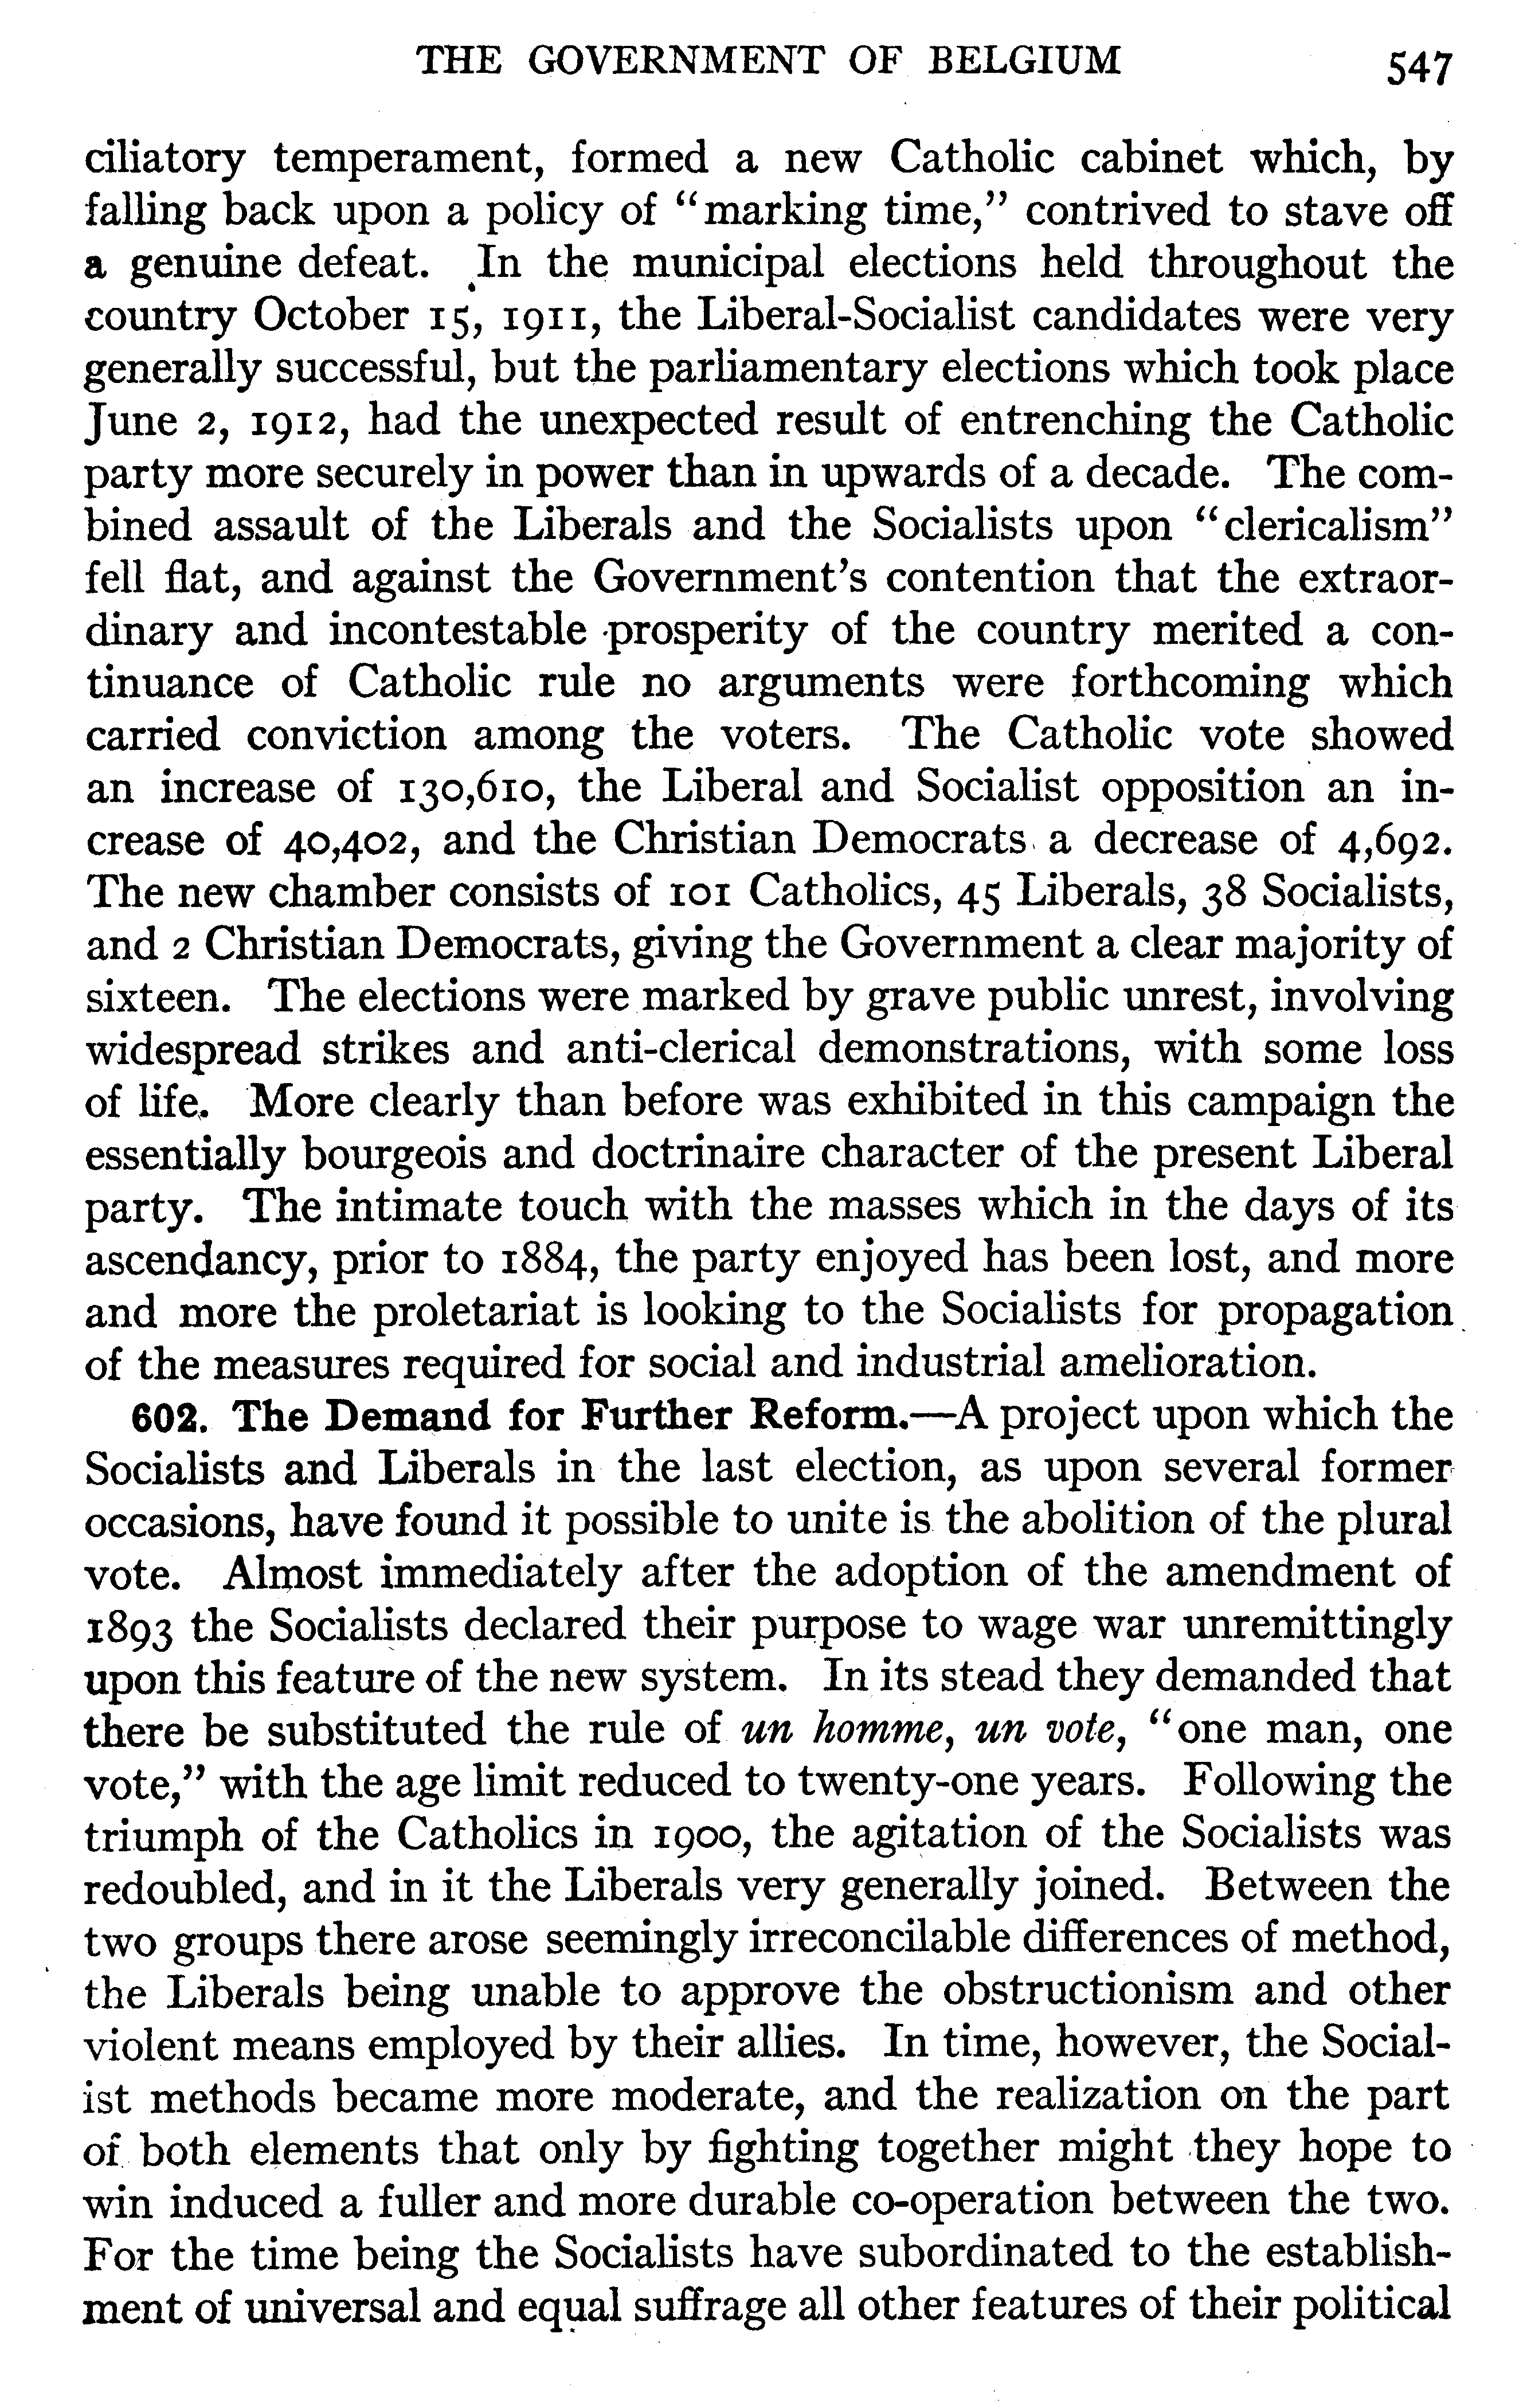 THE GOVERNMENT OF BELGIUM 547
ciliatory temperament, formed a new Catholic cabinet which, by
falling back upon a policy of “marking time,” contrived to stave off
a genuine defeat. In the municipal elections held throughout the
country October 15, 1911, the Liberal-Socialist candidates were very
generally successful, but the parliamentary elections which took place
June 2, 1912, had the unexpected result of entrenching the Catholic
party more securely in power than in upwards of a decade. The com-
bined assault of the Liberals and the Socialists upon “clericalism”
fell flat, and against the Government’s contention that the extraor-
dinary and incontestable prosperity of the country merited a con-
tinuance of Catholic rule no arguments were forthcoming which
carried conviction among the voters. The Catholic vote showed
an increase of 130,610, the Liberal and Socialist opposition an in-
crease of 40,402, and the Christian Democrats a decrease of 4,692.
The new chamber consists of 101 Catholics, 45 Liberals, 38 Socialists,
and 2 Christian Democrats, giving the Government a clear majority of
sixteen. The elections were marked by grave public unrest, involving
widespread strikes and anti-clerical demonstrations, with some loss
of life. More clearly than before was exhibited in this campaign the
essentially bourgeois and doctrinaire character of the present Liberal
party. The intimate touch with the masses which in the days of its
ascendancy, prior to 1884, the party enjoyed has been lost, and more
and more the proletariat is looking to the Socialists for propagation
of the measures required for social and industrial amelioration.
602. The Demand for Further Reform.—A project upon which the
Socialists and Liberals in the last election, as upon several former
occasions, have found it possible to unite is the abolition of the plural
vote. Almost immediately after the adoption of the amendment of
1893 the Socialists declared their purpose to wage war unremittingly
upon this feature of the new system. In its stead they demanded that
there be substituted the rule of un homme, un vote, “one man, one
vote,” with the age limit reduced to twenty-one years. Following the
triumph of the Catholics in 1900, the agitation of the Socialists was
redoubled, and in it the Liberals very generally joined. Between the
two groups there arose seemingly irreconcilable differences of method,
the Liberals being unable to approve the obstructionism and other
violent means employed by their allies. In time, however, the Social-
ist methods became more moderate, and the realization on the part
of both elements that only by fighting together might they hope to
win induced a fuller and more durable co-operation between the two.
For the time being the Socialists have subordinated to the establish-
ment of universal and equal suffrage all other features of their political